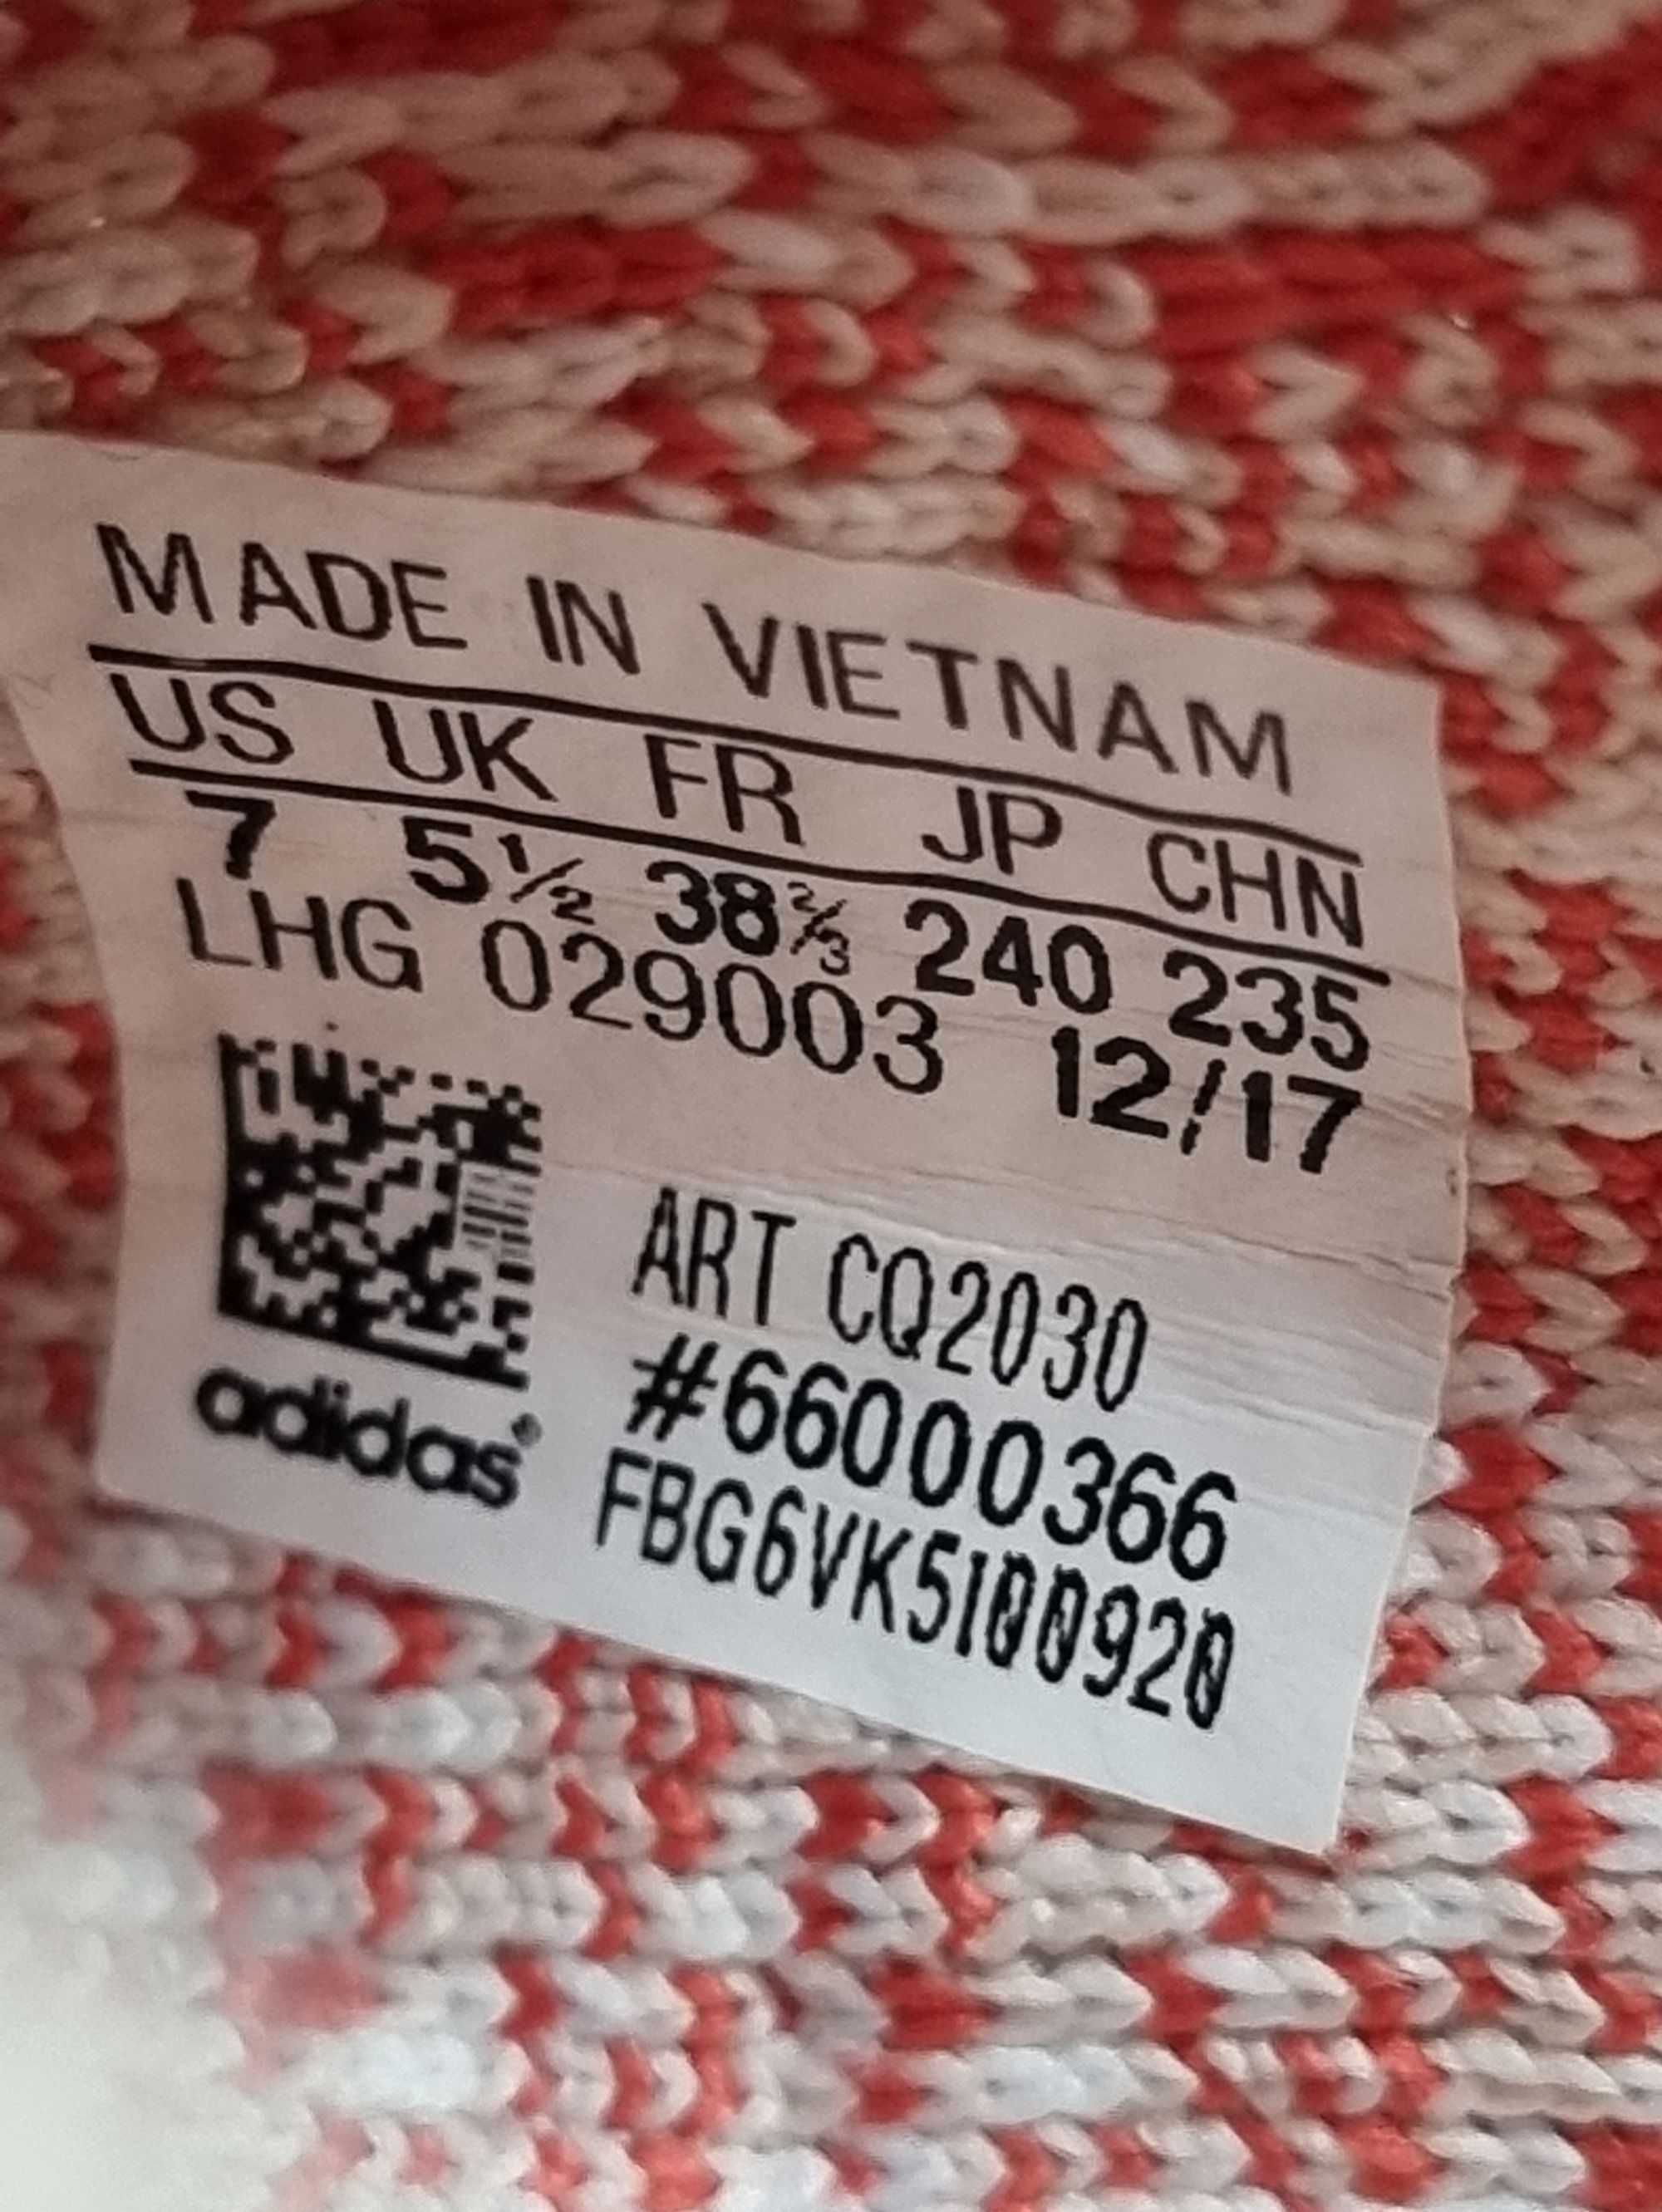 MADE IN VIETNAM
US UK FR JP CHN
7 5½ 38⅔ 240 235
LHG 029003 12/17
ART CQ2030
#66000366
FBG6VK5I00920
adidas®